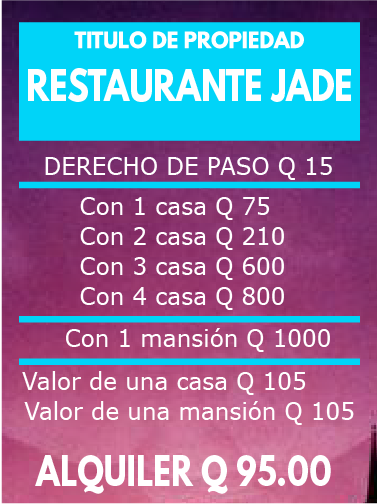 TITULO DE PROPIEDAD
RESTAURANTE JADE
DERECHO DE PASO Q 15
Con 1 casa Q 75
Con 2 casa Q 210
Con 3 casa Q 600
Con 4 casa Q 800
Con 1 mansión Q 1000
Valor de una casa Q 105
Valor de una mansión Q 105
ALQUILER Q 95.00